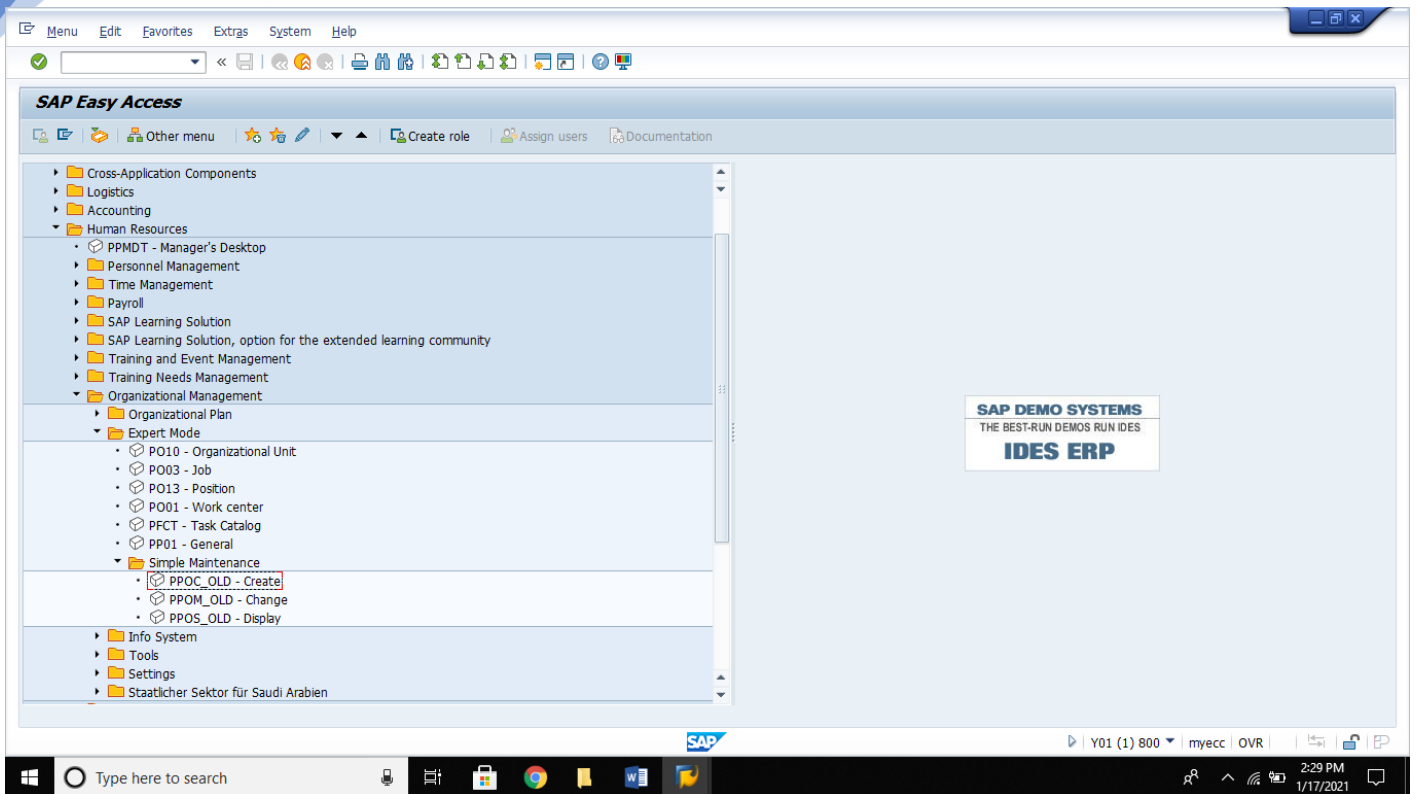 Menu Edit Favorites Extras System Help
SAP Easy Access
Other menu Create role Assign users Documentation
Cross-Application Components
Logistics
Accounting
Human Resources
PPMDT - Manager's Desktop
Personnel Management
Time Management
Payroll
SAP Learning Solution
SAP Learning Solution, option for the extended learning community
Training and Event Management
Training Needs Management
Organizational Management
Organizational Plan
Expert Mode
PO10 - Organizational Unit
PO03 - Job
PO13 - Position
PO01 - Work center
PFCT - Task Catalog
PP01 - General
Simple Maintenance
PPOC_OLD - Create
PPOM_OLD - Change
PPOS_OLD - Display
Info System
Tools
Settings
Staatlicher Sektor für Saudi Arabien
SAP DEMO SYSTEMS
THE BEST-RUN DEMOS RUN IDES
IDES ERP
SAP
Y01 (1) 800 myecc OVR
Type here to search
2:29 PM
1/17/2021